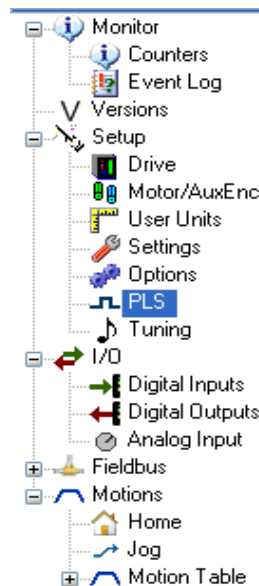 Monitor
Counters
Event Log
Versions
Setup
Drive
Motor/AuxEnc
User Units
Settings
Options
PLS
Tuning
I/O
Digital Inputs
Digital Outputs
Analog Input
Fieldbus
Motions
Home
Jog
Motion Table